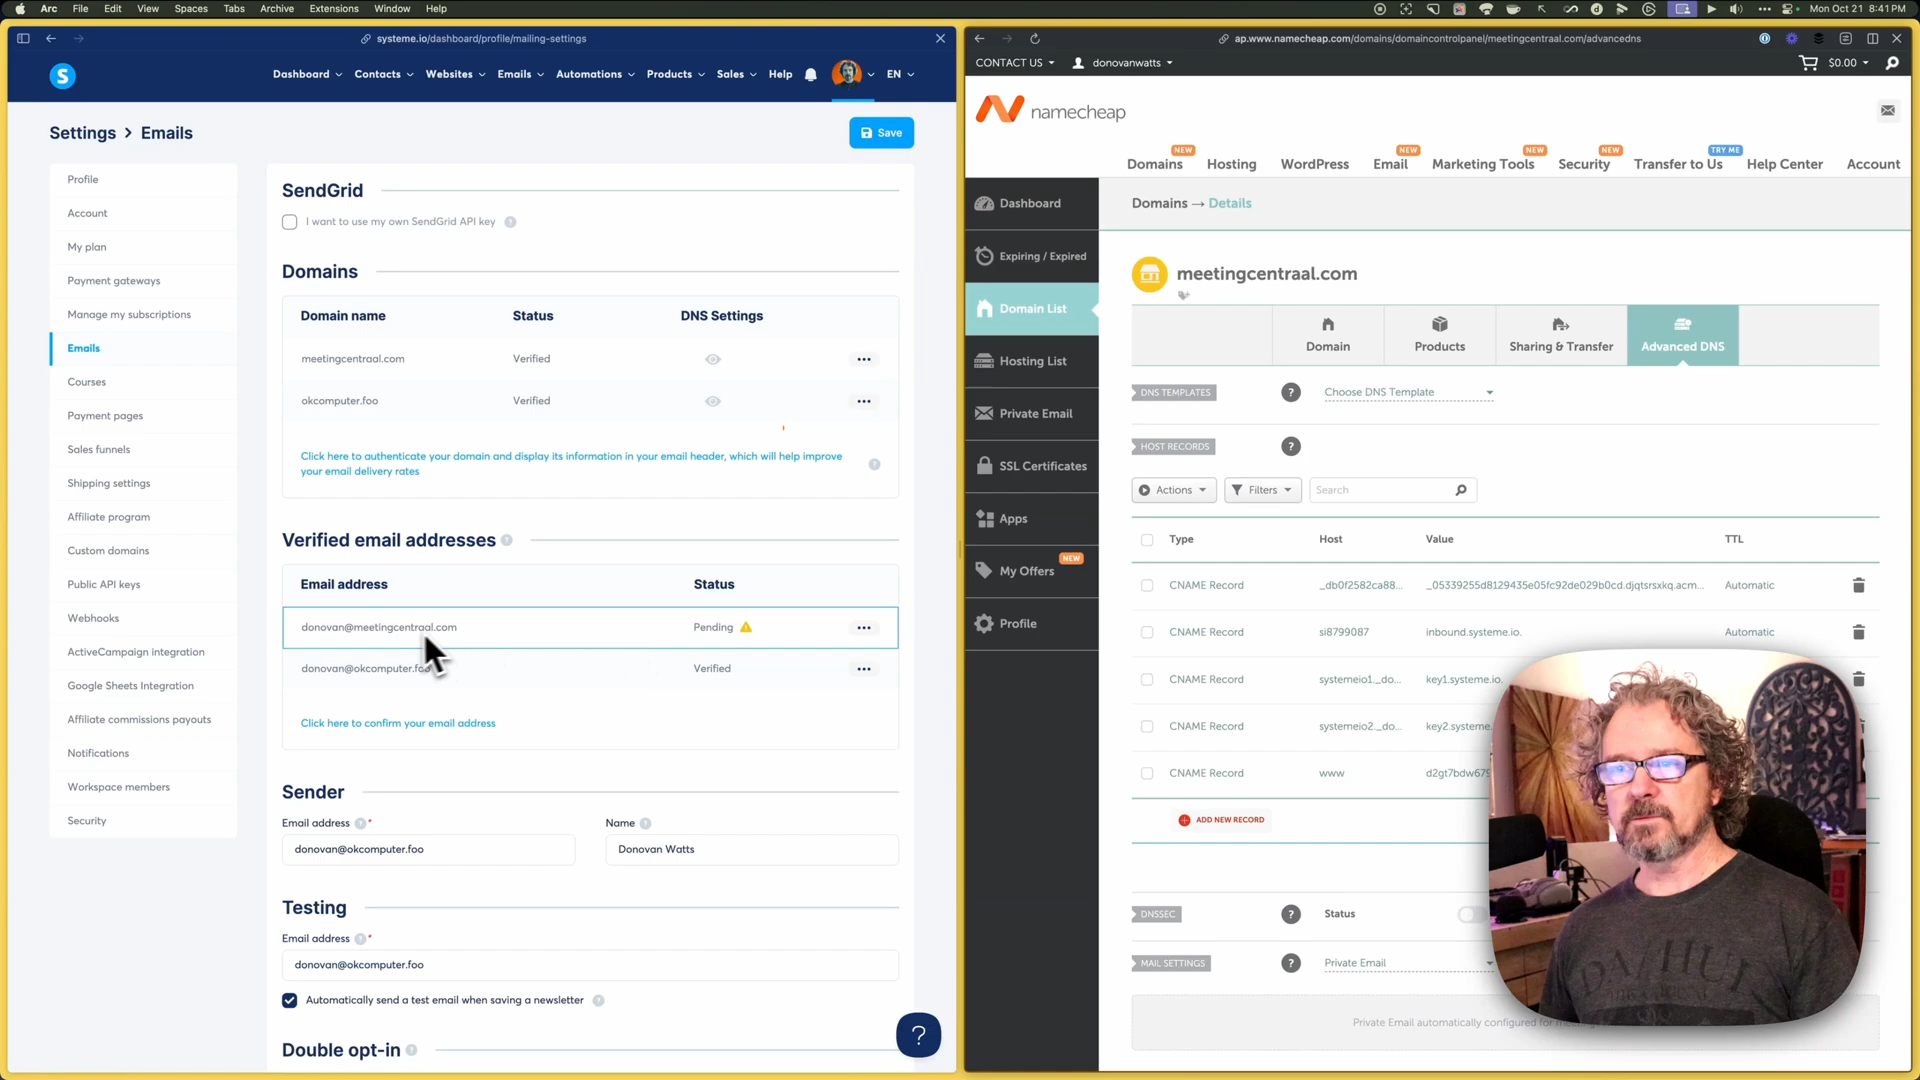 Arc File Edit View Spaces Tabs Archive Extensions Window Help
Mon Oct 21 8:41 PM
systeme.io/dashboard/profile/mailing-settings
S
Dashboard Contacts Websites Emails Automations Products Sales Help EN
Settings > Emails
Save
Profile
Account
My plan
Payment gateways
Manage my subscriptions
Emails
Courses
Payment pages
Sales funnels
Shipping settings
Affiliate program
Custom domains
Public API keys
Webhooks
ActiveCampaign integration
Google Sheets Integration
Affiliate commissions payouts
Notifications
Workspace members
Security
SendGrid
I want to use my own SendGrid API key ?
Domains
Domain name Status DNS Settings
meetingcentraal.com Verified
okcomputer.foo Verified
Click here to authenticate your domain and display its information in your email header, which will help improve
your email delivery rates
?
Verified email addresses ?
Email address Status
donovan@meetingcentraal.com Pending
donovan@okcomputer.foo Verified
Click here to confirm your email address
Sender
Email address ? * Name ?
donovan@okcomputer.foo Donovan Watts
Testing
Email address ? *
donovan@okcomputer.foo
Automatically send a test email when saving a newsletter ?
Double opt-in ?
?
ap.www.namecheap.com/domains/domaincontrolpanel/meetingcentraal.com/advancedns
CONTACT US donovanwatts $0.00
namecheap
NEW NEW NEW NEW TRY ME
Domains Hosting WordPress Email Marketing Tools Security Transfer to Us Help Center Account
Dashboard
Expiring / Expired
Domain List
Hosting List
Private Email
SSL Certificates
Apps
NEW
My Offers
Profile
Domains → Details
meetingcentraal.com
Domain Products Sharing & Transfer Advanced DNS
DNS TEMPLATES ? Choose DNS Template
HOST RECORDS ?
Actions Filters Search
Type Host Value TTL
CNAME Record _db0f2582ca88... _05339255d8129435e05fc92de029b0cd.djqtsrsxkq.acm... Automatic
CNAME Record si8799087 inbound.systeme.io. Automatic
CNAME Record systemeio1._do... key1.systeme.io.
CNAME Record systemeio2._do... key2.systeme.
CNAME Record www d2gt7bdw679
ADD NEW RECORD
DNSSEC ? Status
MAIL SETTINGS ? Private Email
Private Email automatically configured for